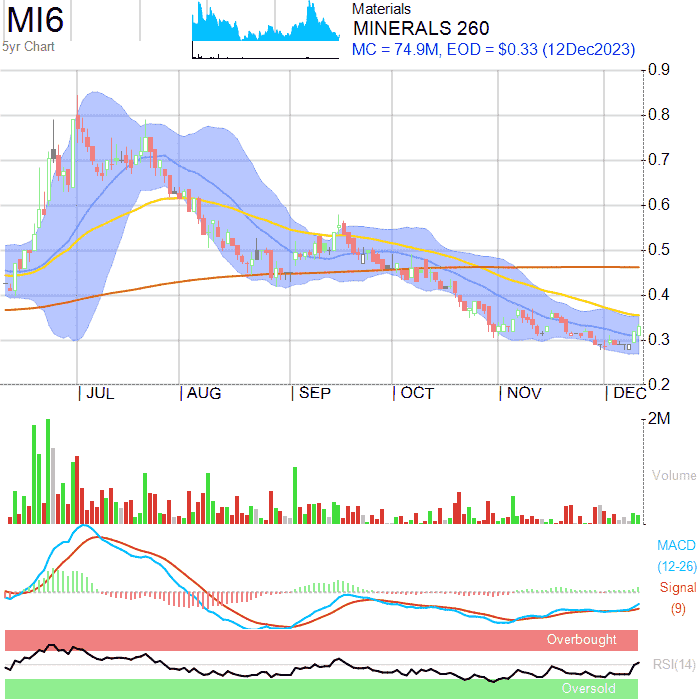 MI6
5yr Chart
Materials
MINERALS 260
MC = 74.9M, EOD = $0.33 (12Dec2023)
0.9
0.8
0.7
0.6
0.5
0.4
0.3
0.2
JUL AUG SEP OCT NOV DEC
2M
Volume
MACD
(12-26)
Signal
(9)
Overbought
RSI(14)
Oversold